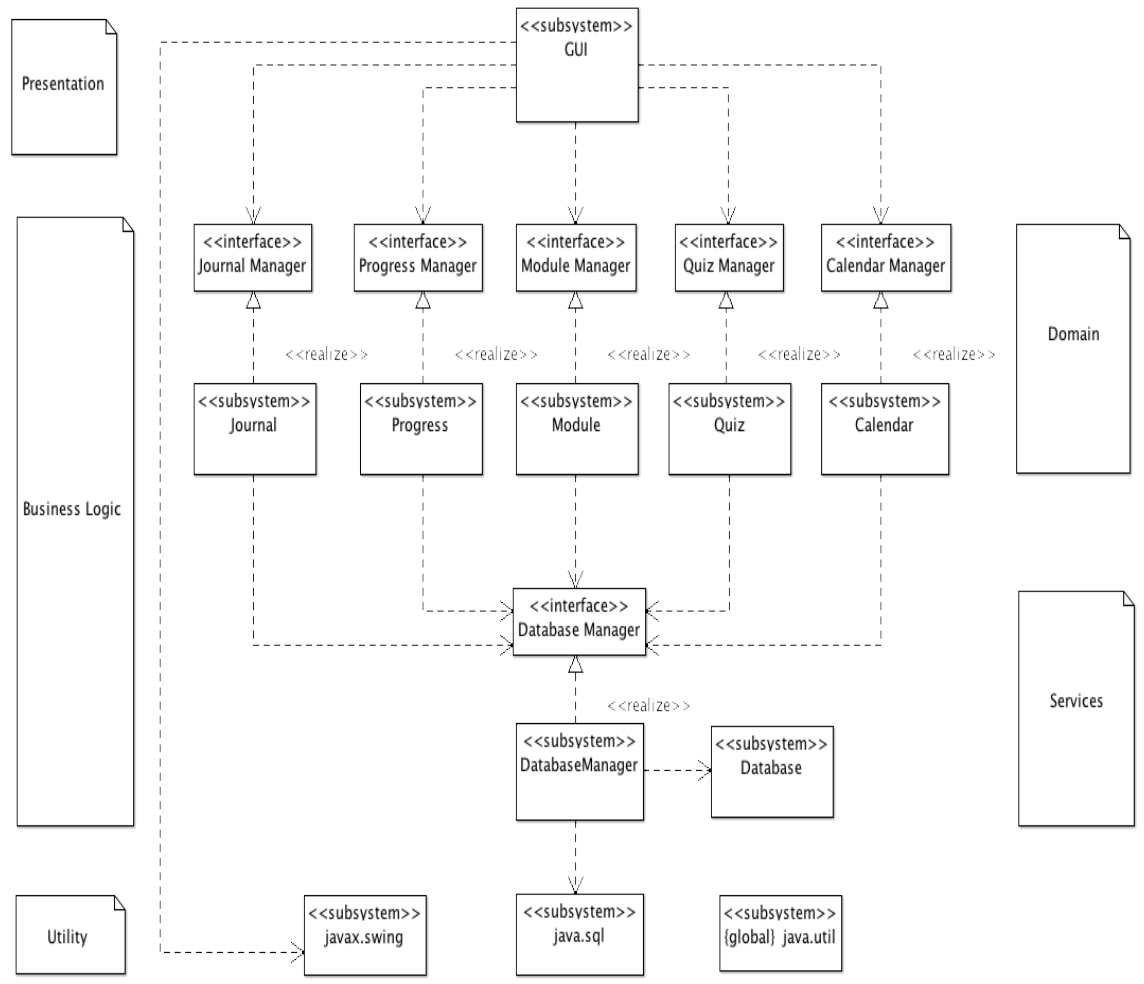 <<subsystem>>
GUI
Presentation
<<interface>>
Journal Manager
<<interface>>
Progress Manager
<<interface>>
Module Manager
<<interface>>
Quiz Manager
<<interface>>
Calendar Manager
Domain
<<realize>>
<<realize>>
<<realize>>
<<realize>>
<<realize>>
<<subsystem>>
Journal
<<subsystem>>
Progress
<<subsystem>>
Module
<<subsystem>>
Quiz
<<subsystem>>
Calendar
Business Logic
<<interface>>
Database Manager
Services
<<realize>>
<<subsystem>>
DatabaseManager
<<subsystem>>
Database
Utility
<<subsystem>>
javax.swing
<<subsystem>>
java.sql
<<subsystem>>
{global} java.util